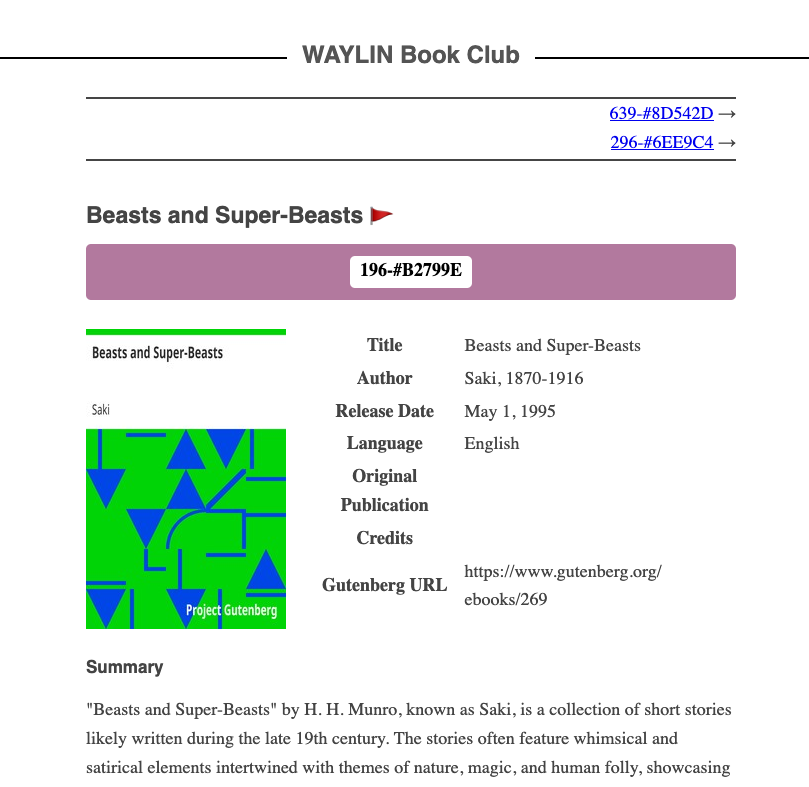 WAYLIN Book Club
639-#8D542D →
296-#6EE9C4 →
Beasts and Super-Beasts
196-#B2799E
Beasts and Super-Beasts
Saki
Project Gutenberg
Title Beasts and Super-Beasts
Author Saki, 1870-1916
Release Date May 1, 1995
Language English
Original
Publication
Credits
Gutenberg URL https://www.gutenberg.org/
ebooks/269
Summary
"Beasts and Super-Beasts" by H. H. Munro, known as Saki, is a collection of short stories
likely written during the late 19th century. The stories often feature whimsical and
satirical elements intertwined with themes of nature, magic, and human folly, showcasing